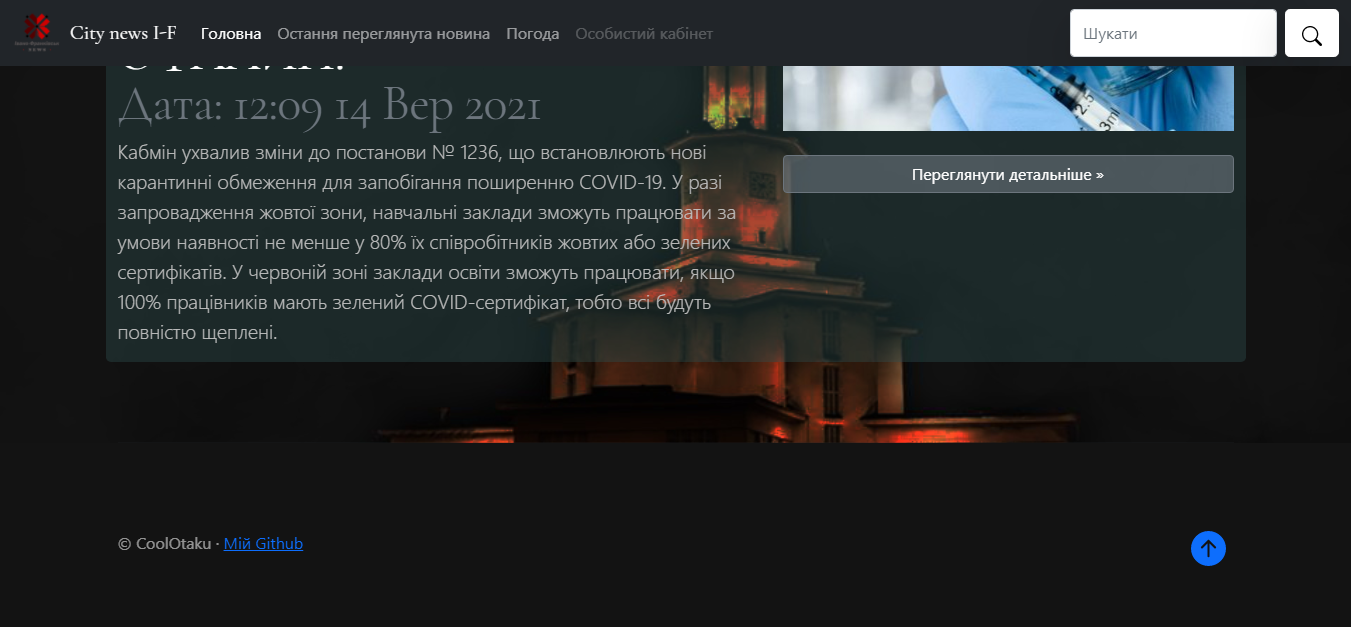 City news I-F
Головна
Остання переглянута новина
Погода
Особистий кабінет
Шукати
Дата: 12:09 14 Вер 2021
Кабмін ухвалив зміни до постанови № 1236, що встановлюють нові
карантинні обмеження для запобігання поширенню COVID-19. У разі
запровадження жовтої зони, навчальні заклади зможуть працювати за
умови наявності не менше у 80% їх співробітників жовтих або зелених
сертифікатів. У червоній зоні заклади освіти зможуть працювати, якщо
100% працівників мають зелений COVID-сертифікат, тобто всі будуть
повністю щеплені.
2.5
3ml
Переглянути детальніше »
© CoolOtaku · Мій Github